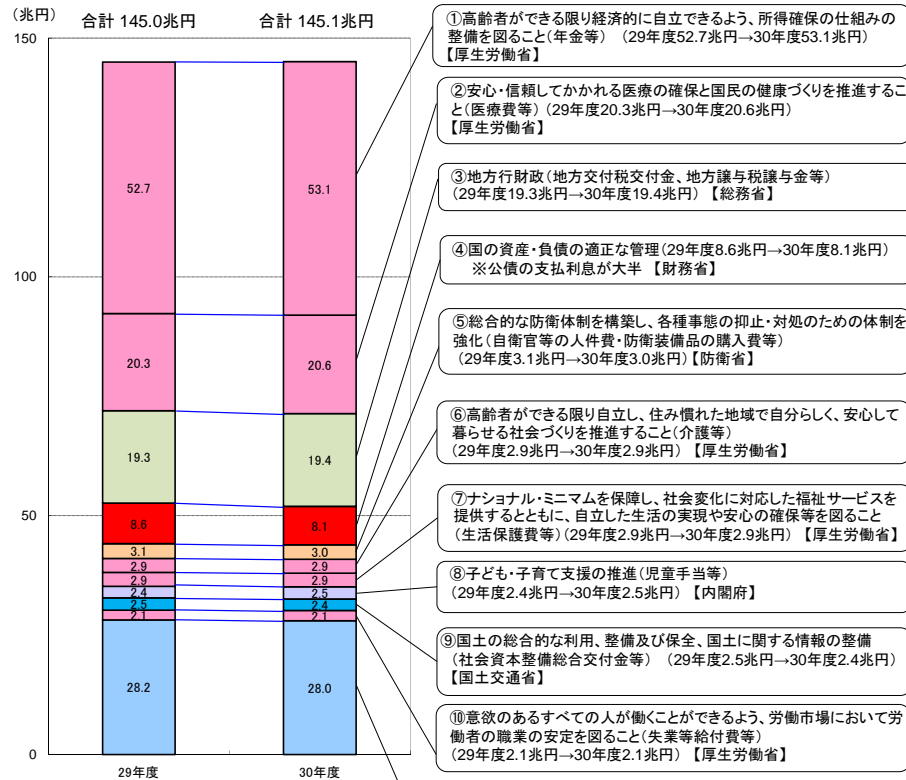 (兆円)
合計 145.0兆円
合計 145.1兆円
150
100
50
0
52.7
20.3
19.3
8.6
3.1
2.9
2.9
2.4
2.5
2.1
28.2
53.1
20.6
19.4
8.1
3.0
2.9
2.9
2.5
2.4
2.1
28.0
29年度
30年度
①高齢者ができる限り経済的に自立できるよう、所得確保の仕組みの
整備を図ること(年金等) (29年度52.7兆円→30年度53.1兆円)
【厚生労働省】
②安心・信頼してかかれる医療の確保と国民の健康づくりを推進するこ
と(医療費等) (29年度20.3兆円→30年度20.6兆円)
【厚生労働省】
③地方行財政(地方交付税交付金、地方譲与税譲与金等)
(29年度19.3兆円→30年度19.4兆円) 【総務省】
④国の資産・負債の適正な管理(29年度8.6兆円→30年度8.1兆円)
※公債の支払利息が大半 【財務省】
⑤総合的な防衛体制を構築し、各種事態の抑止・対処のための体制を
強化(自衛官等の人件費・防衛装備品の購入費等)
(29年度3.1兆円→30年度3.0兆円)【防衛省】
⑥高齢者ができる限り自立し、住み慣れた地域で自分らしく、安心して
暮らせる社会づくりを推進すること(介護等)
(29年度2.9兆円→30年度2.9兆円) 【厚生労働省】
⑦ナショナル・ミニマムを保障し、社会変化に対応した福祉サービスを
提供するとともに、自立した生活の実現や安心の確保等を図ること
(生活保護費等)(29年度2.9兆円→30年度2.9兆円)【厚生労働省】
⑧子ども・子育て支援の推進(児童手当等)
(29年度2.4兆円→30年度2.5兆円) 【内閣府】
⑨国土の総合的な利用、整備及び保全、国土に関する情報の整備
(社会資本整備総合交付金等) (29年度2.5兆円→30年度2.4兆円)
【国土交通省】
⑩意欲のあるすべての人が働くことができるよう、労働市場において労
働者の職業の安定を図ること(失業等給付費等)
(29年度2.1兆円→30年度2.1兆円) 【厚生労働省】